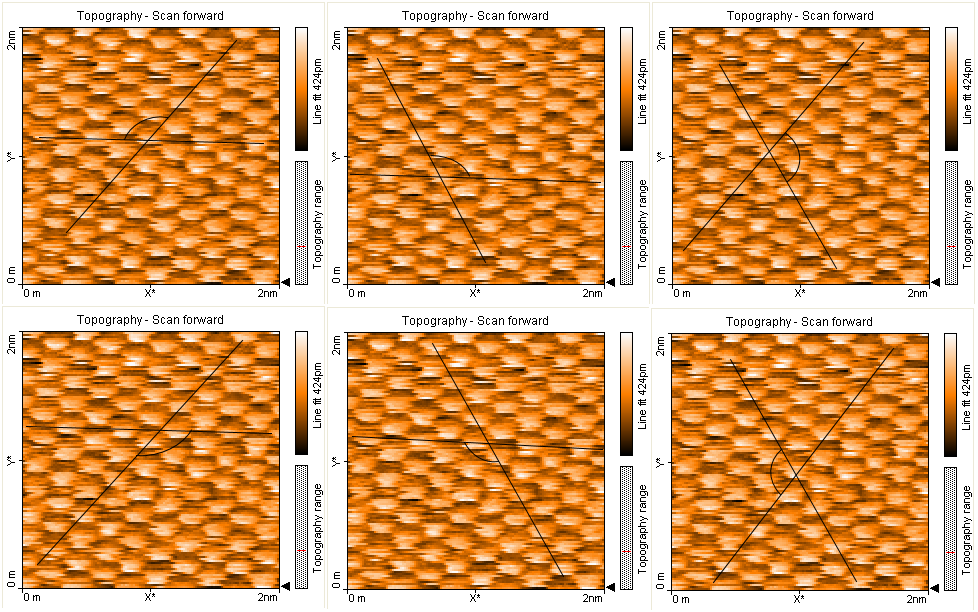 Topography - Scan forward
2nm
Y*
0 m
0 m
X*
2nm
Line fit 424pm
Topography range
Topography - Scan forward
2nm
Y*
0 m
0 m
X*
2nm
Line fit 424pm
Topography range
Topography - Scan forward
2nm
Y*
0 m
0 m
X*
2nm
Line fit 424pm
Topography range
Topography - Scan forward
2nm
Y*
0 m
0 m
X*
2nm
Line fit 424pm
Topography range
Topography - Scan forward
2nm
Y*
0 m
0 m
X*
2nm
Line fit 424pm
Topography range
Topography - Scan forward
2nm
Y*
0 m
0 m
X*
2nm
Line fit 424pm
Topography range